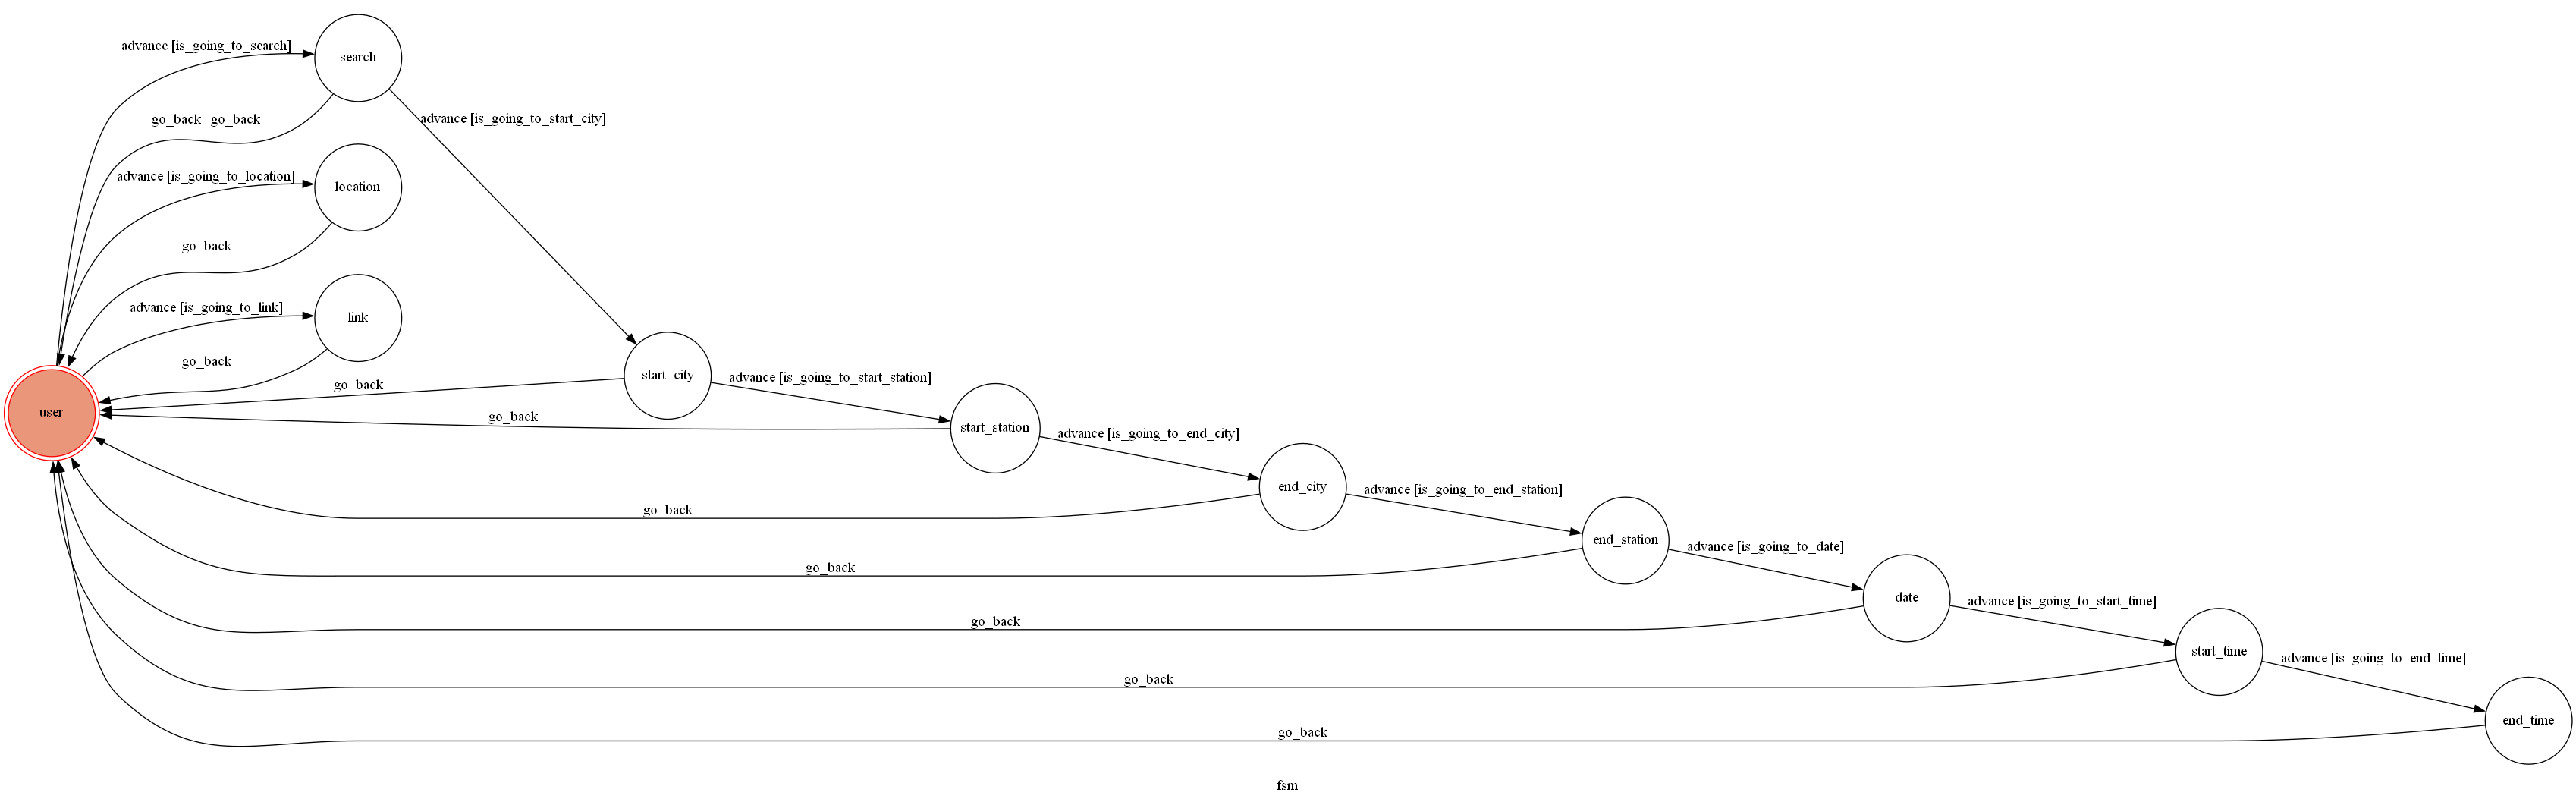 advance [is_going_to_search]
search
go_back | go_back
advance [is_going_to_start_city]
advance [is_going_to_location]
location
go_back
advance [is_going_to_link]
link
go_back
user
go_back
start_city
advance [is_going_to_start_station]
go_back
start_station
advance [is_going_to_end_city]
end_city
advance [is_going_to_end_station]
go_back
end_station
advance [is_going_to_date]
go_back
date
advance [is_going_to_start_time]
go_back
start_time
advance [is_going_to_end_time]
go_back
end_time
go_back
fsm